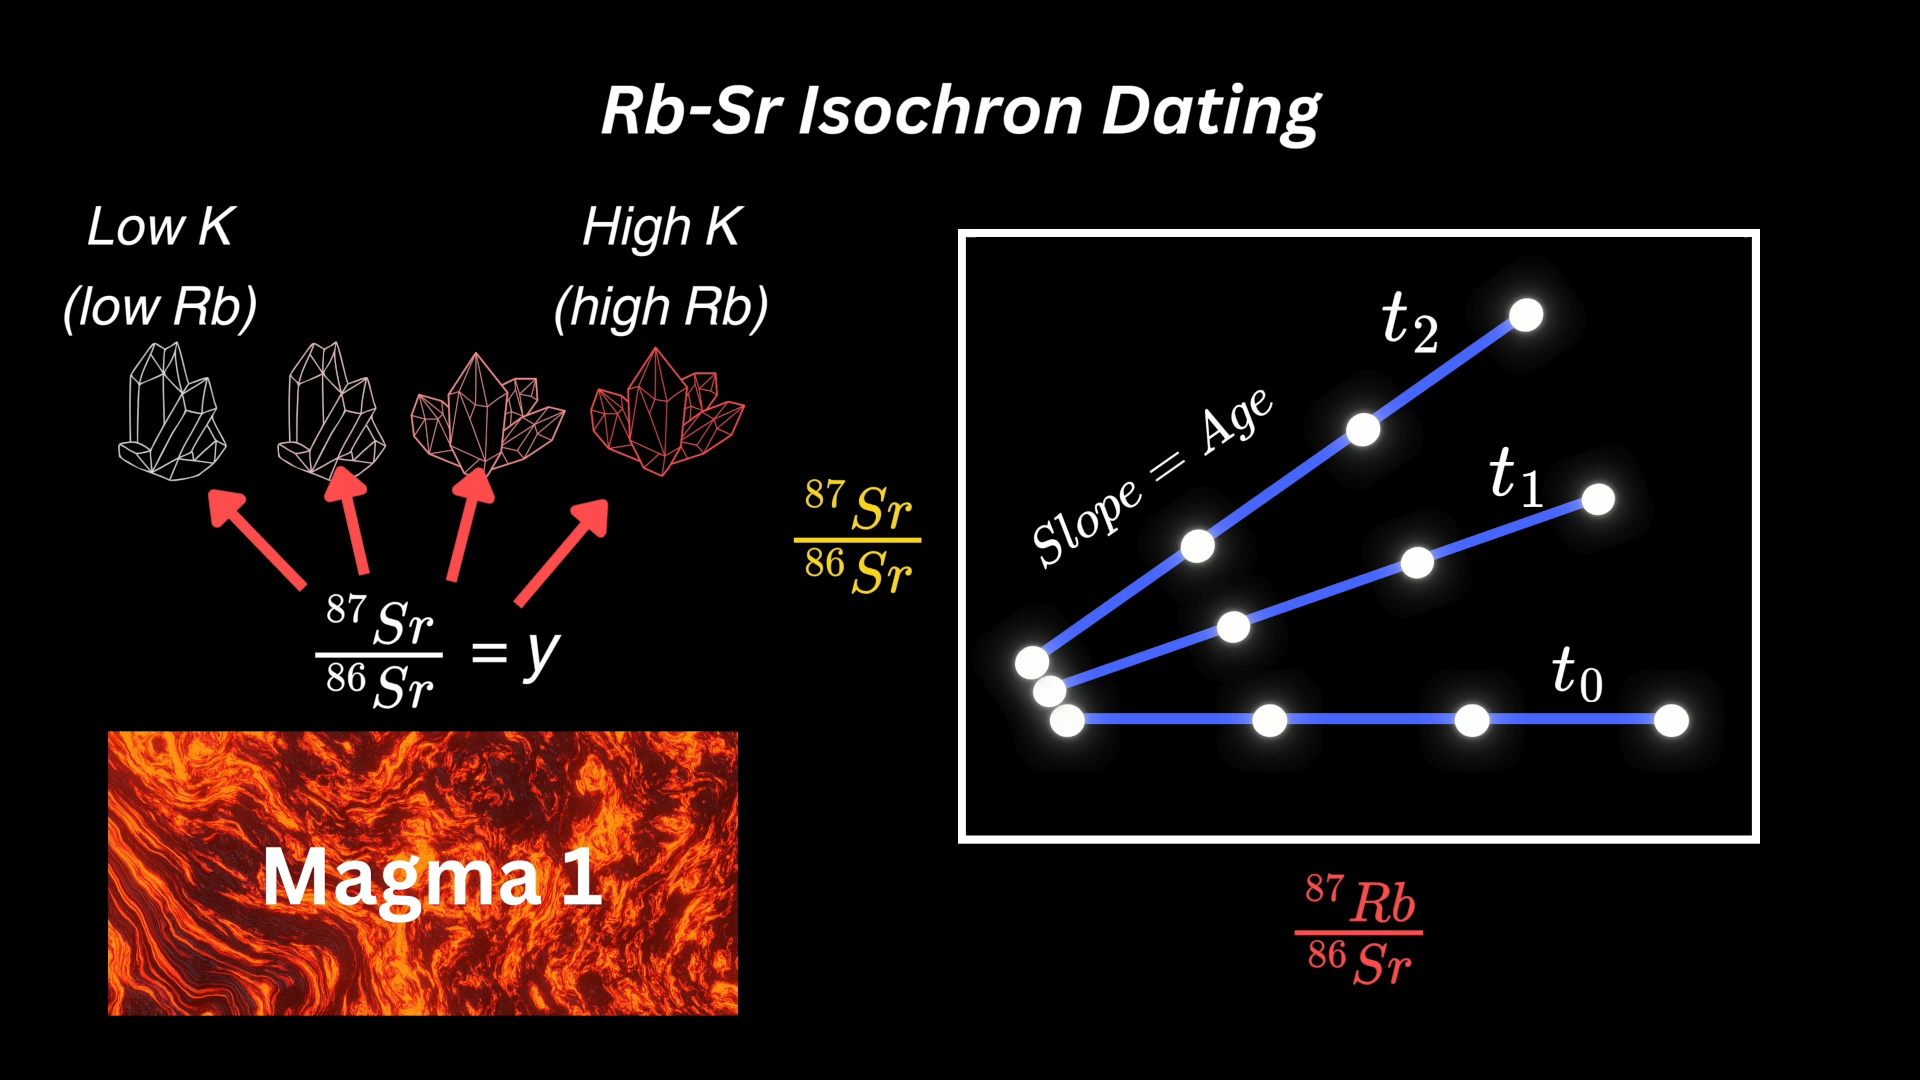 Rb-Sr Isochron Dating
Low K
(low Rb)
High K
(high Rb)
87Sr
86Sr
= y
Magma 1
87Sr
86Sr
Slope = Age
t2
t1
t0
87Rb
86Sr